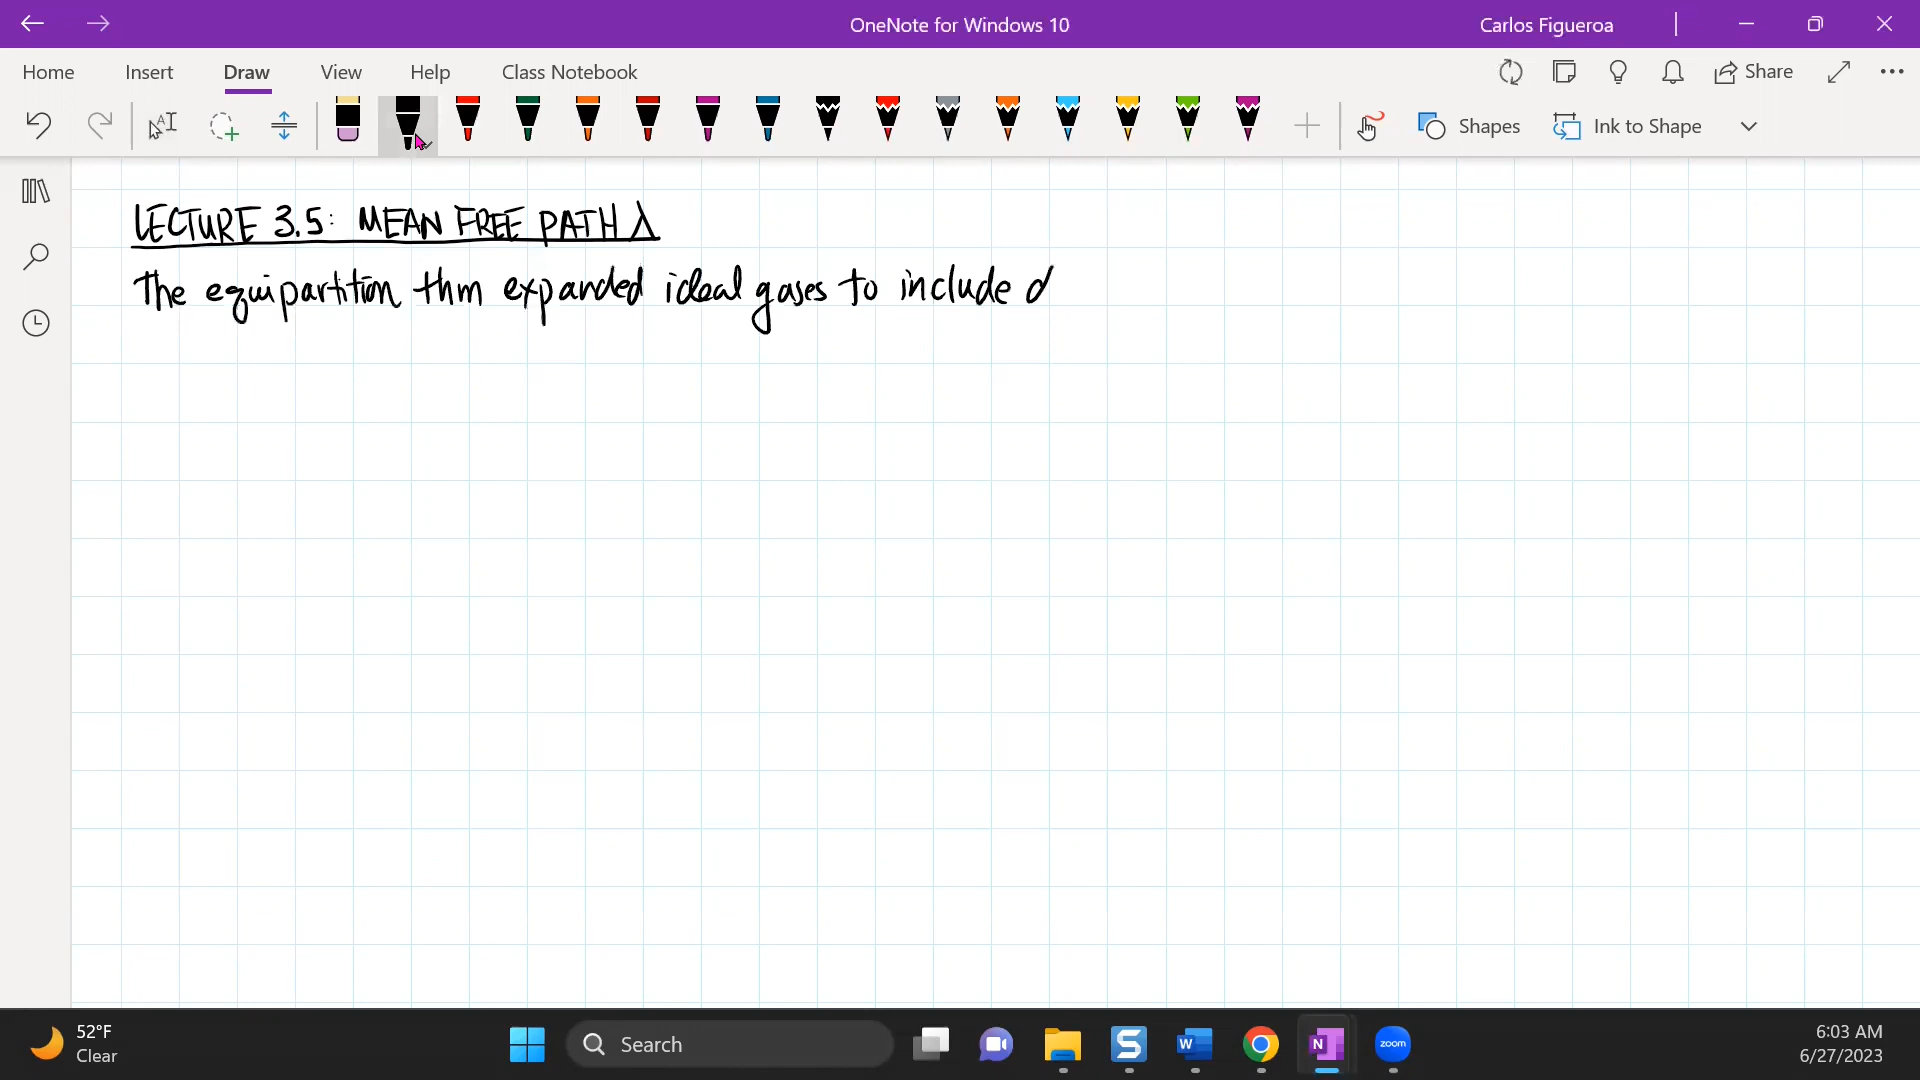 OneNote for Windows 10
Carlos Figueroa
Home Insert Draw View Help Class Notebook
Share
Shapes Ink to Shape
LECTURE 3.5: MEAN FREE PATH λ
The equipartition thm expanded ideal gases to include d
52°F
Clear
Search
zoom
6:03 AM
6/27/2023